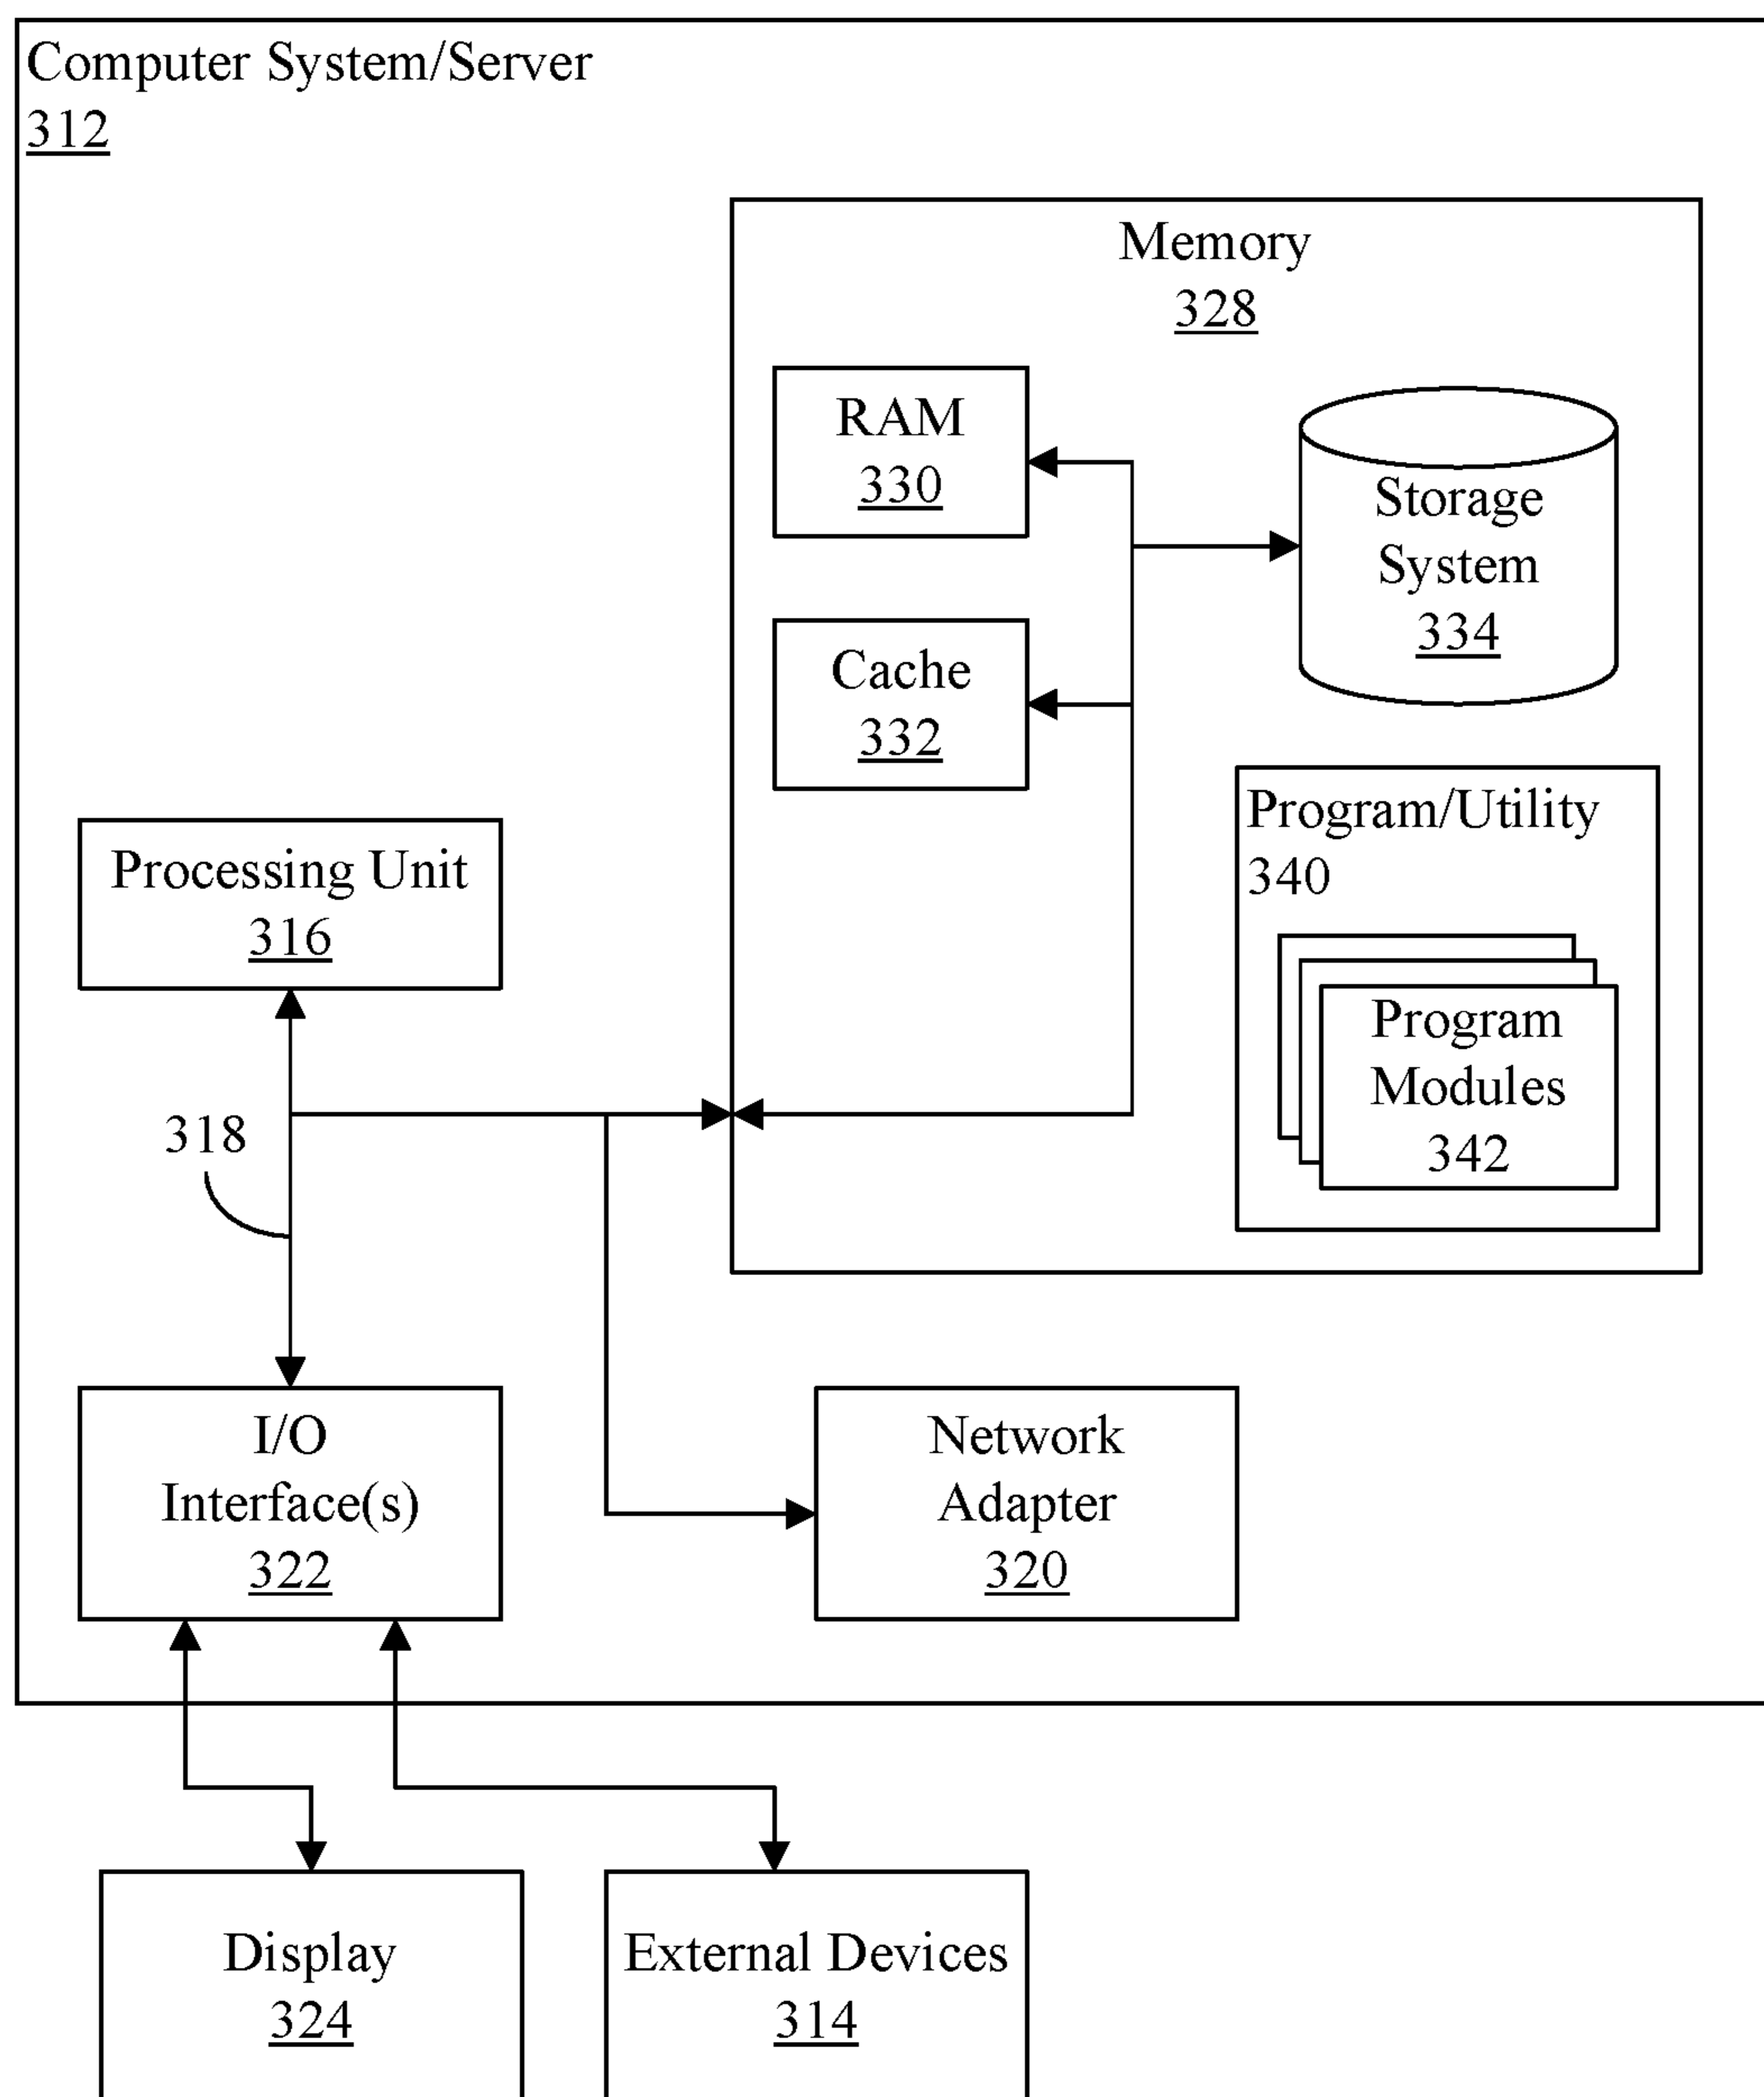 Computer System/Server
312
Memory
328
RAM
330
Storage
System
334
Cache
332
Program/Utility
340
Program
Modules
342
Processing Unit
316
318
I/O
Interface(s)
322
Network
Adapter
320
Display
324
External Devices
314